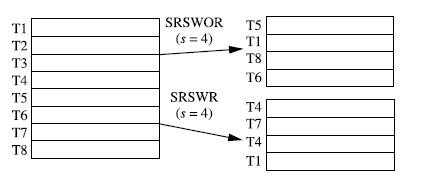 T1
T2
T3
T4
T5
T6
T7
T8
SRSWOR
(s = 4)
SRSWR
(s = 4)
T5
T1
T8
T6
T4
T7
T4
T1